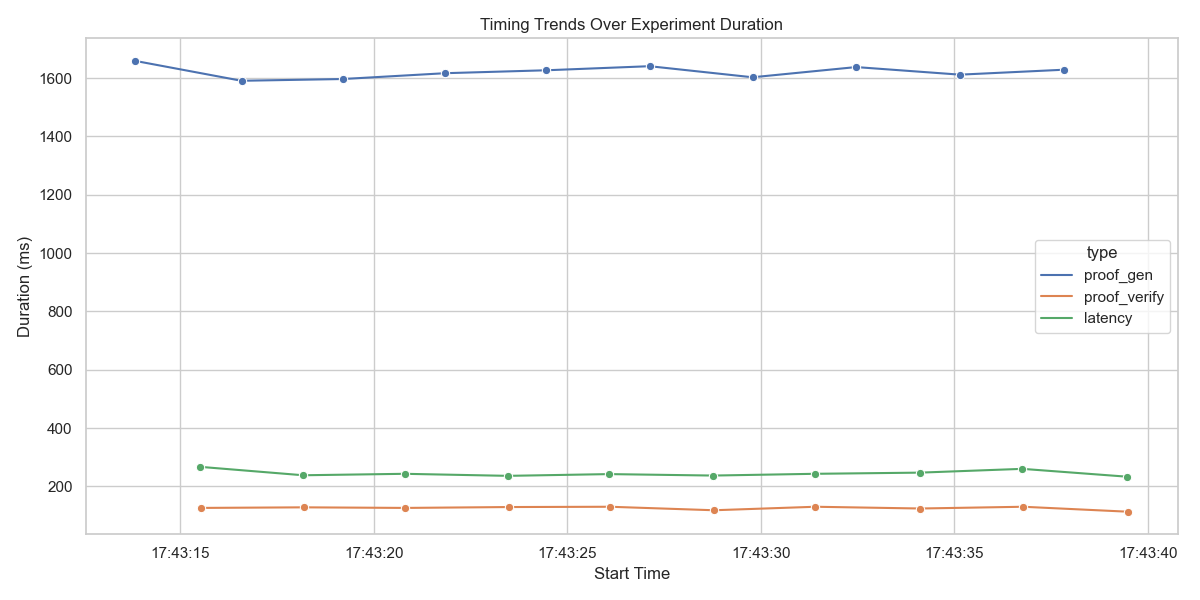 Timing Trends Over Experiment Duration
Duration (ms)
1600
1400
1200
1000
800
600
400
200
type
proof_gen
proof_verify
latency
17:43:15 17:43:20 17:43:25 17:43:30 17:43:35 17:43:40
Start Time